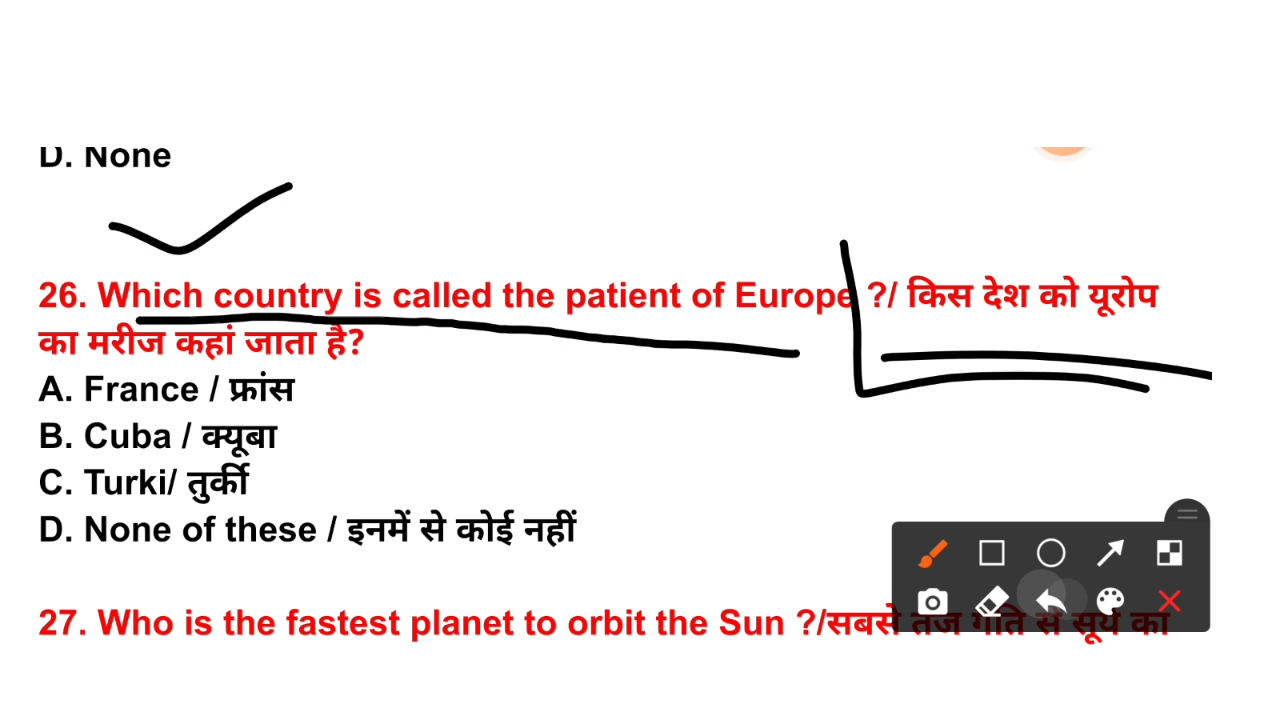 D. None
26. Which country is called the patient of Europe ?/ किस देश को यूरोप
का मरीज कहां जाता है?
A. France / फ्रांस
B. Cuba / क्यूबा
C. Turki/ तुर्की
D. None of these / इनमें से कोई नहीं
27. Who is the fastest planet to orbit the Sun ?/सबसे तेज गति से सूर्य का